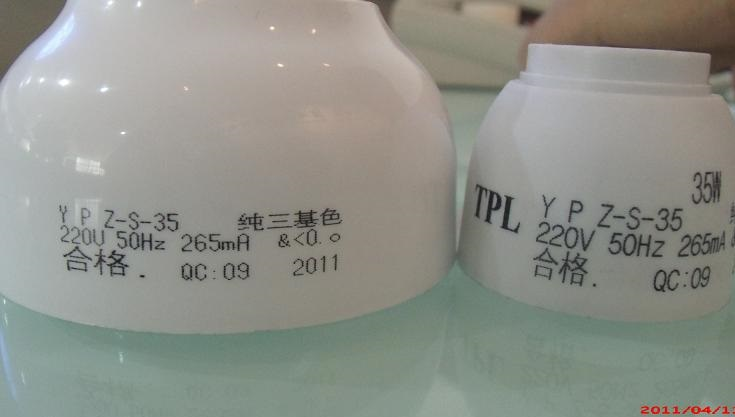 Y P Z-S-35 纯三基色
220V 50Hz 265mA &<0.
合格. QC:09 2011
35W
TPL Y P Z-S-35
220V 50Hz 265mA
合格. QC:09
2011/04/1